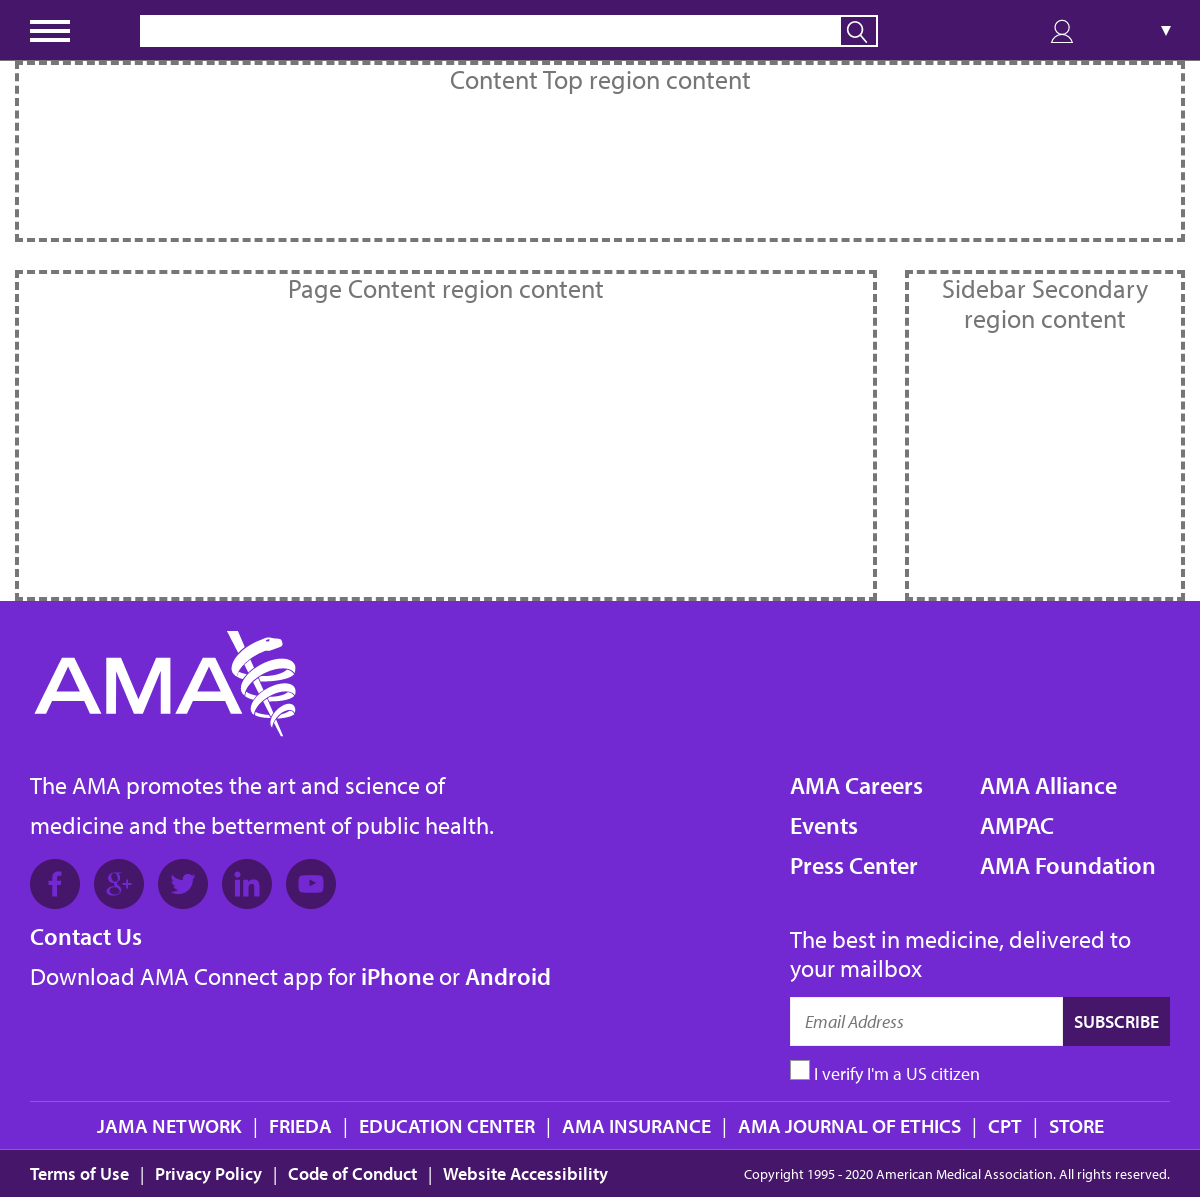 ▼
Content Top region content
Page Content region content
Sidebar Secondary
region content
AMA
The AMA promotes the art and science of
medicine and the betterment of public health.
Contact Us
Download AMA Connect app for iPhone or Android
AMA Careers
Events
Press Center
AMA Alliance
AMPAC
AMA Foundation
The best in medicine, delivered to
your mailbox
Email Address
SUBSCRIBE
I verify I'm a US citizen
JAMA NETWORK | FRIEDA | EDUCATION CENTER | AMA INSURANCE | AMA JOURNAL OF ETHICS | CPT | STORE
Terms of Use | Privacy Policy | Code of Conduct | Website Accessibility
Copyright 1995 - 2020 American Medical Association. All rights reserved.